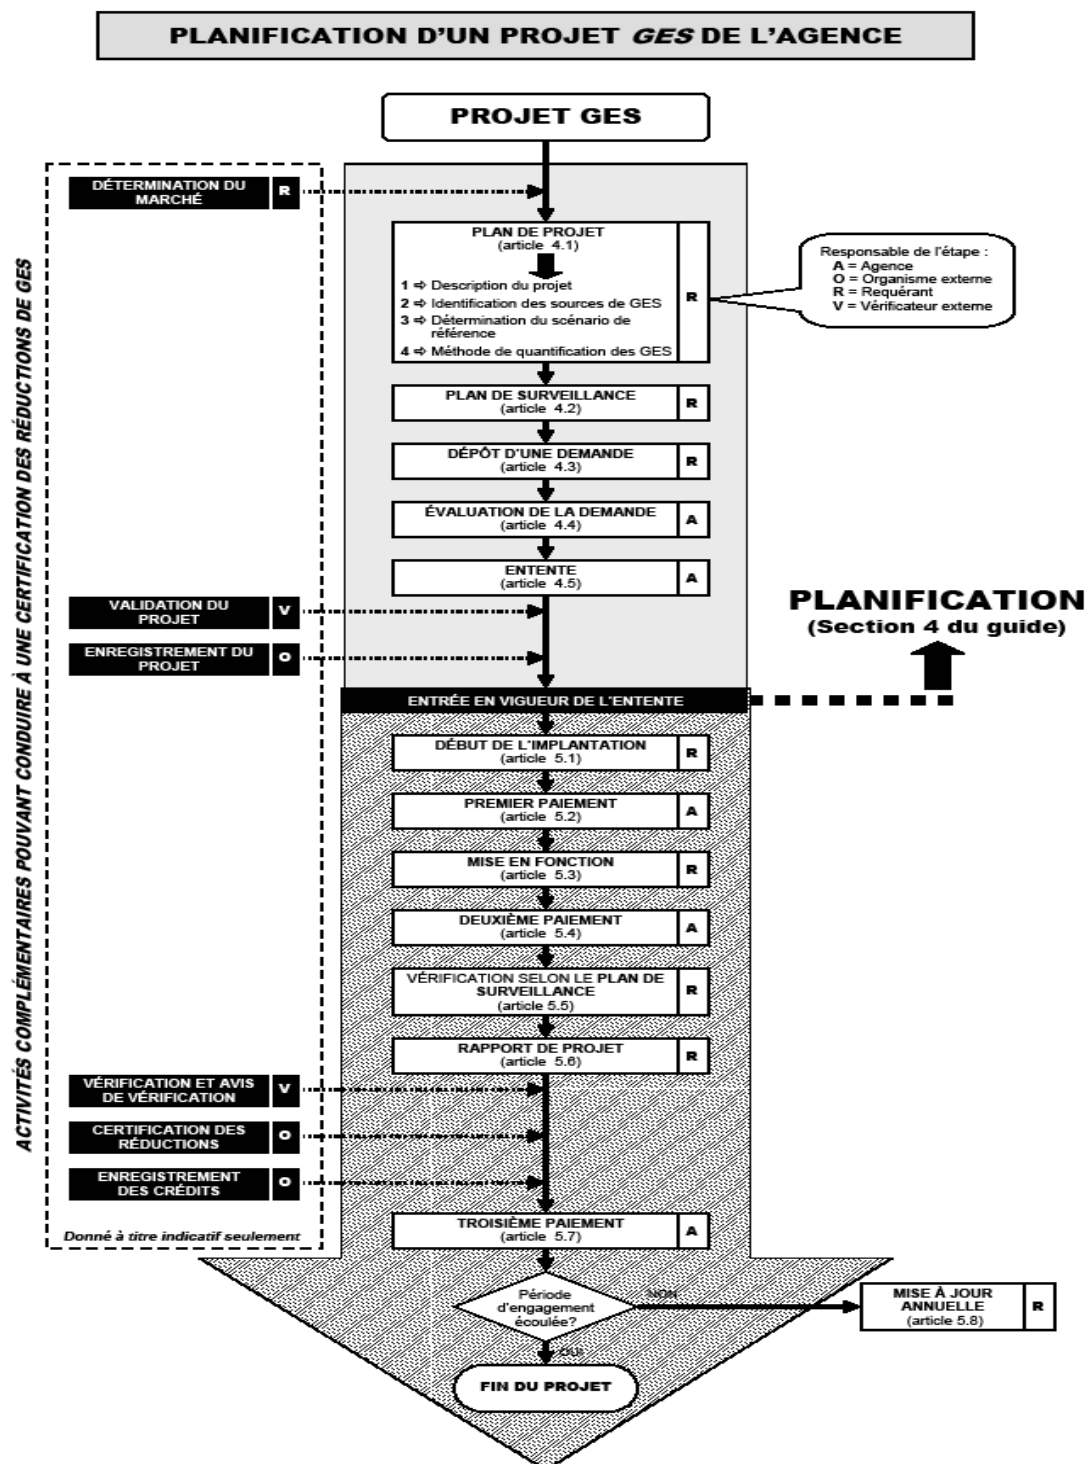 PLANIFICATION D'UN PROJET GES DE L'AGENCE
PROJET GES
ACTIVITÉS COMPLÉMENTAIRES POUVANT CONDUIRE À UNE CERTIFICATION DES RÉDUCTIONS DE GES
DÉTERMINATION DU
MARCHÉ
R
PLAN DE PROJET
(article 4.1)
1 ⇨ Description du projet
2 ⇨ Identification des sources de GES
3 ⇨ Détermination du scénario de
référence
4 ⇨ Méthode de quantification des GES
R
Responsable de l'étape :
A = Agence
O = Organisme externe
R = Requérant
V = Vérificateur externe
PLAN DE SURVEILLANCE
(article 4.2)
R
DÉPÔT D'UNE DEMANDE
(article 4.3)
R
ÉVALUATION DE LA DEMANDE
(article 4.4)
A
ENTENTE
(article 4.5)
A
VALIDATION DU
PROJET
V
ENREGISTREMENT DU
PROJET
O
PLANIFICATION
(Section 4 du guide)
ENTRÉE EN VIGUEUR DE L'ENTENTE
DÉBUT DE L'IMPLANTATION
(article 5.1)
R
PREMIER PAIEMENT
(article 5.2)
A
MISE EN FONCTION
(article 5.3)
R
DEUXIÈME PAIEMENT
(article 5.4)
A
VÉRIFICATION SELON LE PLAN DE
SURVEILLANCE
(article 5.5)
R
RAPPORT DE PROJET
(article 5.6)
R
VÉRIFICATION ET AVIS
DE VÉRIFICATION
V
CERTIFICATION DES
RÉDUCTIONS
O
ENREGISTREMENT
DES CRÉDITS
O
Donné à titre indicatif seulement
TROISIÈME PAIEMENT
(article 5.7)
A
Période
d'engagement
écoulée?
NON
MISE À JOUR
ANNUELLE
(article 5.8)
R
OUI
FIN DU PROJET